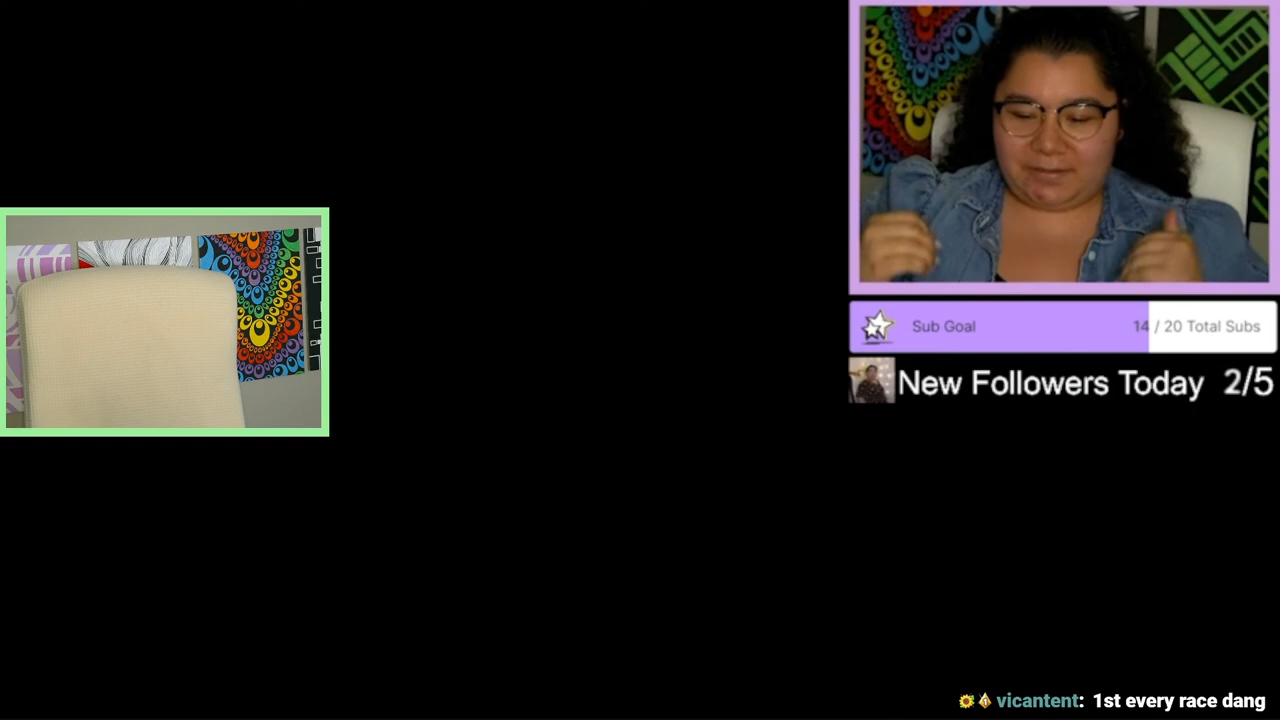 Sub Goal 14 / 20 Total Subs
New Followers Today 2/5
vicantent: 1st every race dang